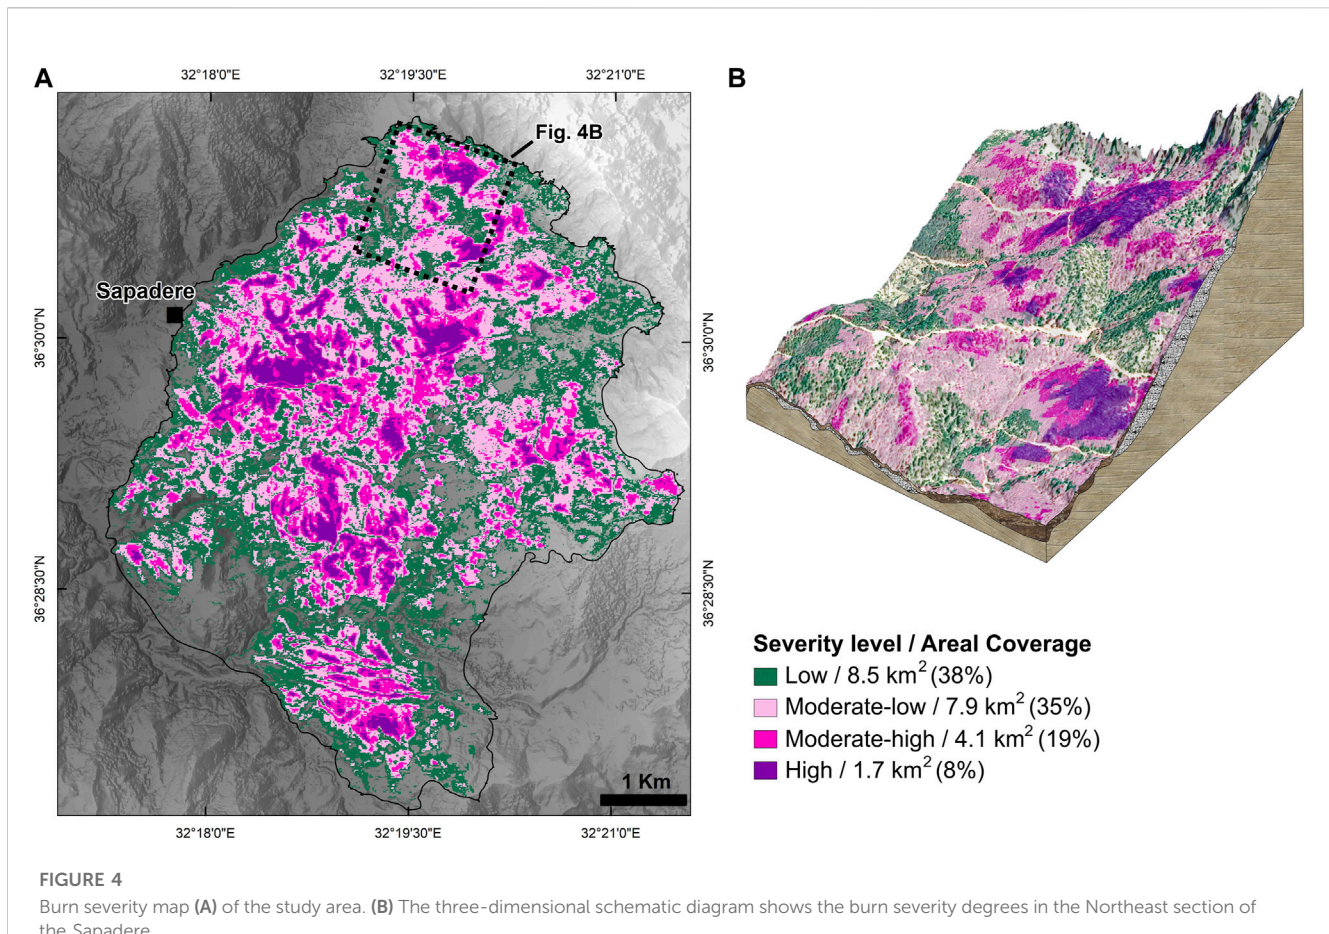 A
32°18'0"E
32°19'30"E
32°21'0"E
B
Fig. 4B
Sapadere
36°30'0"N
36°30'0"N
36°28'30"N
36°28'30"N
Severity level / Areal Coverage
Low / 8.5 km² (38%)
Moderate-low / 7.9 km² (35%)
Moderate-high / 4.1 km² (19%)
High / 1.7 km² (8%)
1 Km
32°18'0"E
32°19'30"E
32°21'0"E
FIGURE 4
Burn severity map (A) of the study area. (B) The three-dimensional schematic diagram shows the burn severity degrees in the Northeast section of
the Sapadere